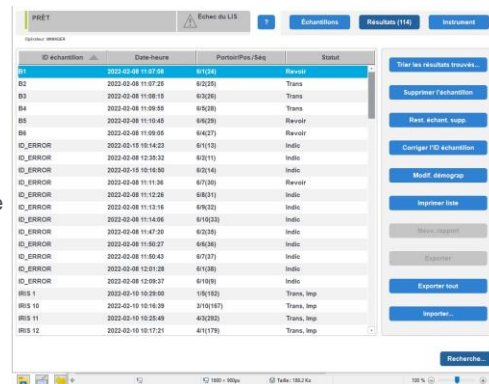 PRÊT
Échec du LIS
?
Échantillons
Résultats (114)
Instrument
Opérateur: MANAGER
ID échantillon Date-heure Portoir/Pos./Séq Statut
B1 2022-02-08 11:07:08 6/1(24) Revoir
B2 2022-02-08 11:07:25 6/2(25) Trans
B3 2022-02-08 11:08:15 6/3(26) Trans
B4 2022-02-08 11:09:55 6/5(28) Trans
B5 2022-02-08 11:10:45 6/6(29) Revoir
B6 2022-02-08 11:09:05 6/4(27) Revoir
ID_ERROR 2022-02-15 10:14:23 6/1(13) Indic
ID_ERROR 2022-02-08 12:35:32 6/2(11) Indic
ID_ERROR 2022-02-15 10:16:50 6/2(14) Indic
ID_ERROR 2022-02-08 11:11:36 6/7(30) Revoir
ID_ERROR 2022-02-08 11:12:26 6/8(31) Indic
ID_ERROR 2022-02-08 11:13:16 6/9(32) Indic
ID_ERROR 2022-02-08 11:14:06 6/10(33) Indic
ID_ERROR 2022-02-08 11:47:20 6/2(35) Indic
ID_ERROR 2022-02-08 11:50:27 6/6(36) Indic
ID_ERROR 2022-02-08 11:50:43 6/7(37) Indic
ID_ERROR 2022-02-08 12:01:28 6/1(38) Indic
ID_ERROR 2022-02-08 12:09:37 6/10(9) Indic
IRIS 1 2022-02-10 10:29:00 1/5(152) Trans, Imp
IRIS 10 2022-02-10 10:16:39 3/10(167) Trans, Imp
IRIS 11 2022-02-10 10:25:49 4/3(292) Trans, Imp
IRIS 12 2022-02-10 10:17:21 4/1(179) Trans, Imp
Trier les résultats trouvés...
Supprimer l'échantillon
Rest. échant. supp.
Corriger l'ID échantillon
Modif. démograp
Imprimer liste
Nouv. rapport
Exporter
Exporter tout
Importer...
Recherche...
e
Taille: 188,2 Ko
100 %